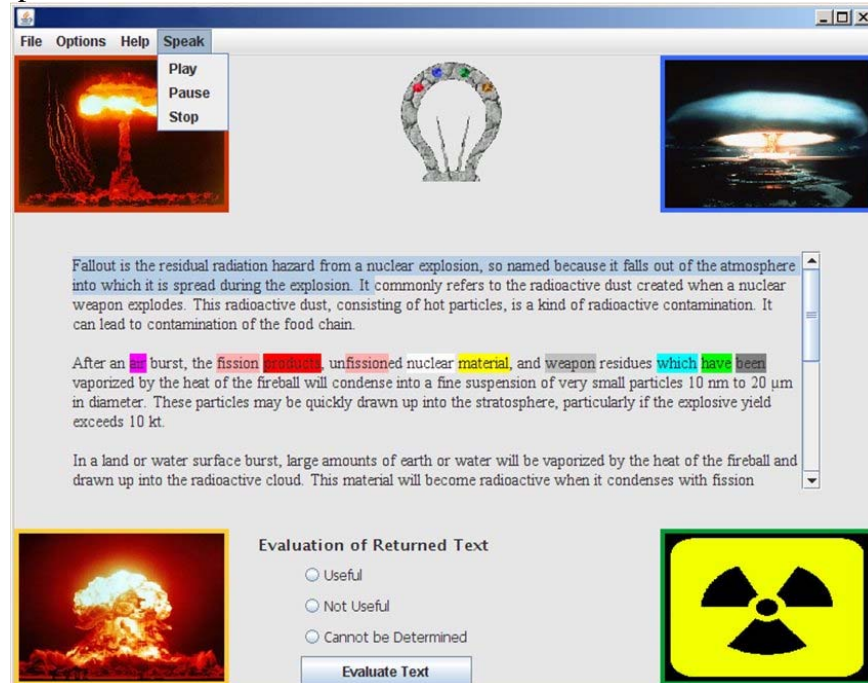 File Options Help Speak
Play
Pause
Stop
Fallout is the residual radiation hazard from a nuclear explosion, so named because it falls out of the atmosphere
into which it is spread during the explosion. It commonly refers to the radioactive dust created when a nuclear
weapon explodes. This radioactive dust, consisting of hot particles, is a kind of radioactive contamination. It
can lead to contamination of the food chain.
After an air burst, the fission products, unfissioned nuclear material, and weapon residues which have been
vaporized by the heat of the fireball will condense into a fine suspension of very small particles 10 nm to 20 µm
in diameter. These particles may be quickly drawn up into the stratosphere, particularly if the explosive yield
exceeds 10 kt.
In a land or water surface burst, large amounts of earth or water will be vaporized by the heat of the fireball and
drawn up into the radioactive cloud. This material will become radioactive when it condenses with fission
Evaluation of Returned Text
Useful
Not Useful
Cannot be Determined
Evaluate Text